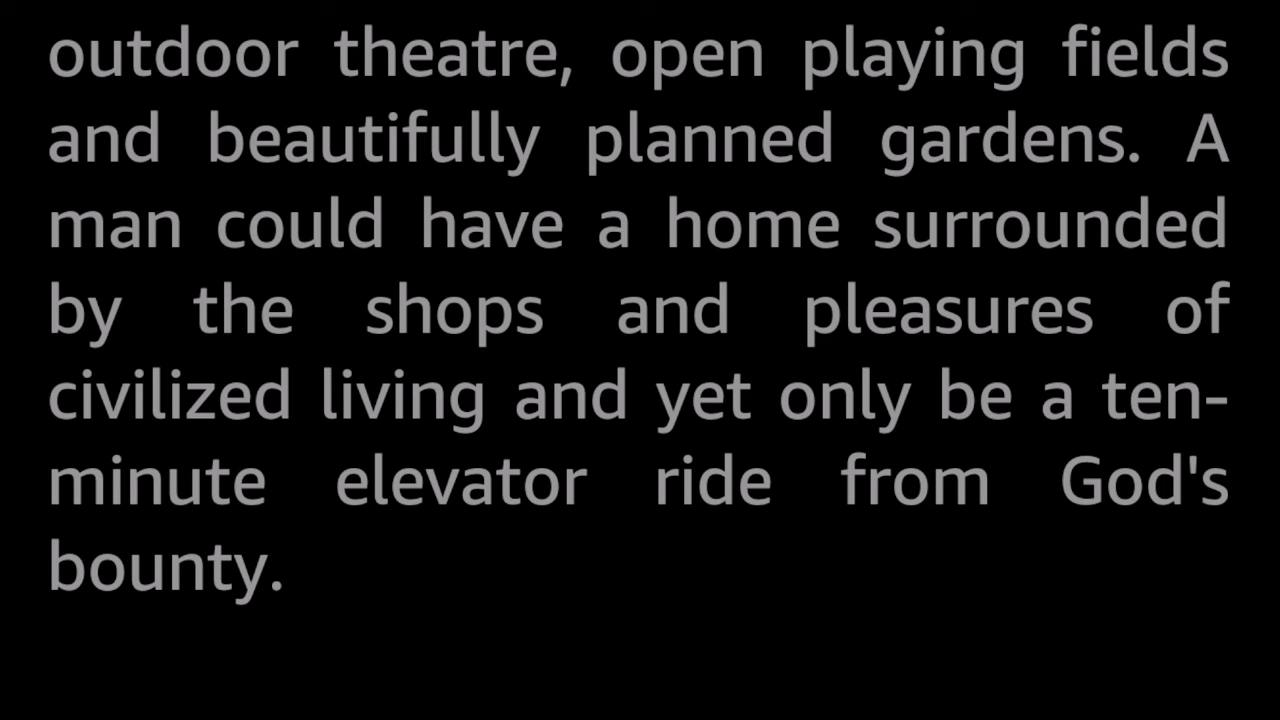 outdoor theatre, open playing fields
and beautifully planned gardens. A
man could have a home surrounded
by the shops and pleasures of
civilized living and yet only be a ten-
minute elevator ride from God's
bounty.